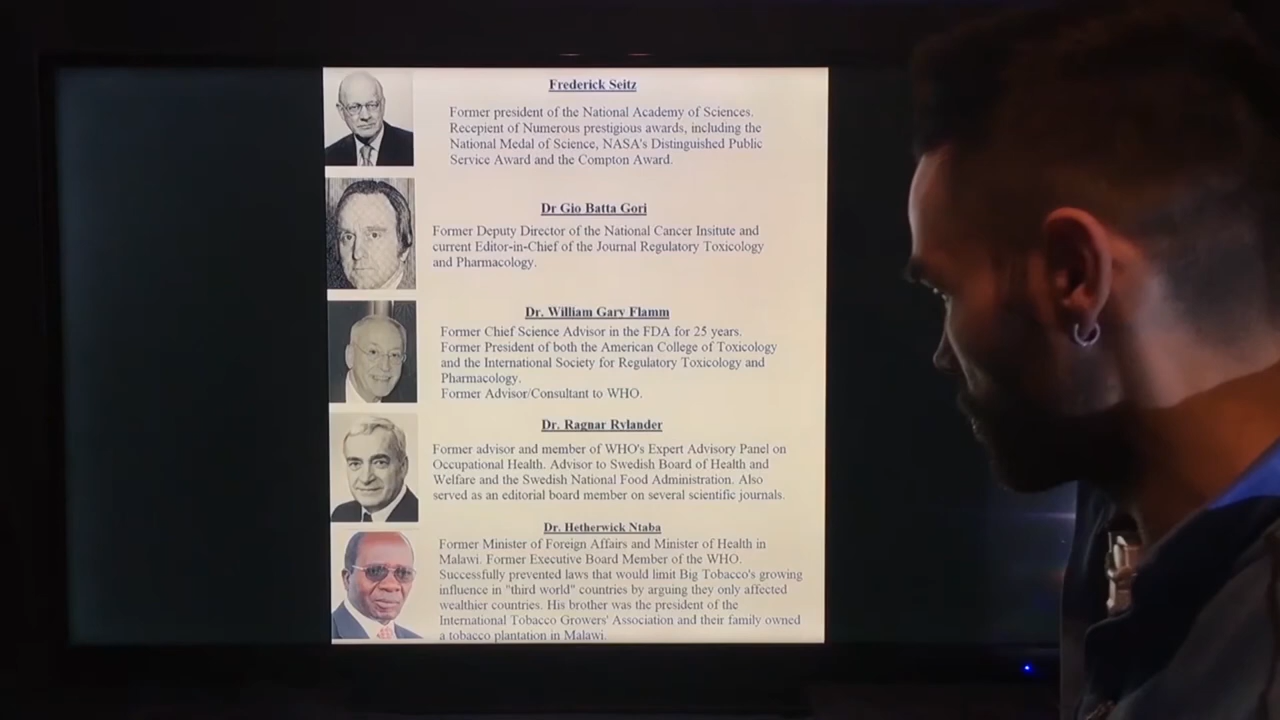 Frederick Seitz
Former president of the National Academy of Sciences.
Recepient of Numerous prestigious awards, including the
National Medal of Science, NASA's Distinguished Public
Service Award and the Compton Award.
Dr Gio Batta Gori
Former Deputy Director of the National Cancer Insitute and
current Editor-in-Chief of the Journal Regulatory Toxicology
and Pharmacology.
Dr. William Gary Flamm
Former Chief Science Advisor in the FDA for 25 years.
Former President of both the American College of Toxicology
and the International Society for Regulatory Toxicology and
Pharmacology.
Former Advisor/Consultant to WHO.
Dr. Ragnar Rylander
Former advisor and member of WHO's Expert Advisory Panel on
Occupational Health. Advisor to Swedish Board of Health and
Welfare and the Swedish National Food Administration. Also
served as an editorial board member on several scientific journals.
Dr. Hetherwick Ntaba
Former Minister of Foreign Affairs and Minister of Health in
Malawi. Former Executive Board Member of the WHO.
Successfully prevented laws that would limit Big Tobacco's growing
influence in "third world" countries by arguing they only affected
wealthier countries. His brother was the president of the
International Tobacco Growers' Association and their family owned
a tobacco plantation in Malawi.